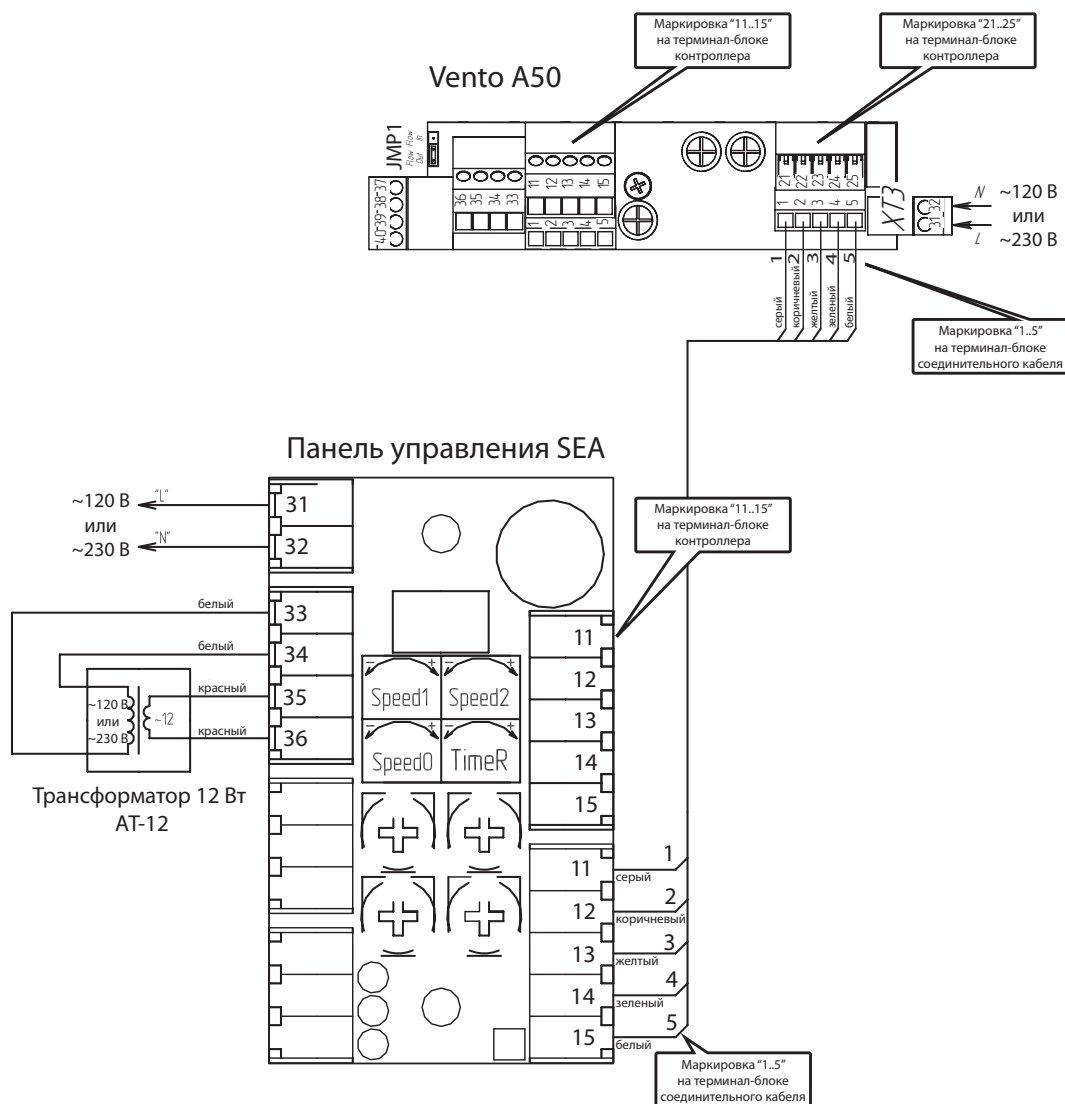 Маркировка “11..15”
на терминал-блоке
контроллера
Маркировка “21..25”
на терминал-блоке
контроллера
Vento A50
JMP1
Flow In
Flow Out
40 39 38 37
36 35 34 33
11 12 13 14 15
1 2 3 4 5
21 22 23 24 25
1 2 3 4 5
XT3
31 32
N
L
~120 В
или
~230 В
1 2 3 4 5
серый
коричневый
желтый
зеленый
белый
Маркировка “1..5”
на терминал-блоке
соединительного кабеля
Панель управления SEA
~120 В
или
~230 В
"L"
"N"
31
32
33
34
35
36
белый
белый
красный
красный
~120 В
или
~230 В
~12
Трансформатор 12 Вт
АТ-12
Speed1
Speed2
Speed0
TimeR
- +
- +
- +
- +
Маркировка “11..15”
на терминал-блоке
контроллера
11
12
13
14
15
11
12
13
14
15
1
серый
2
коричневый
3
желтый
4
зеленый
5
белый
Маркировка “1..5”
на терминал-блоке
соединительного кабеля